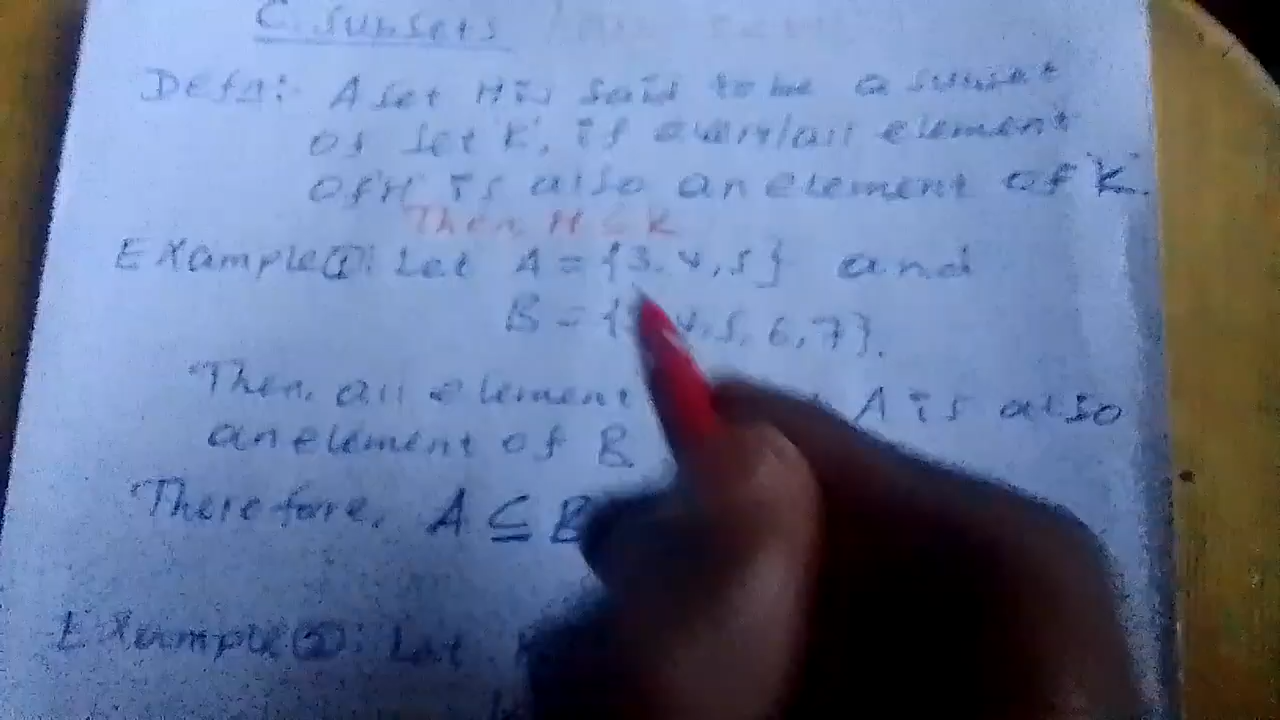 C. Subsets
Defn: A set H is said to be a subset
of set 'K', if every/all element
of 'H' is also an element of 'K'.
Then H ⊆ K
Example①: Let A = {3, 4, 5} and
B = {3, 4, 5, 6, 7}.
Then, all element A is also
an element of B
Therefore, A ⊆ B
Example②: Let